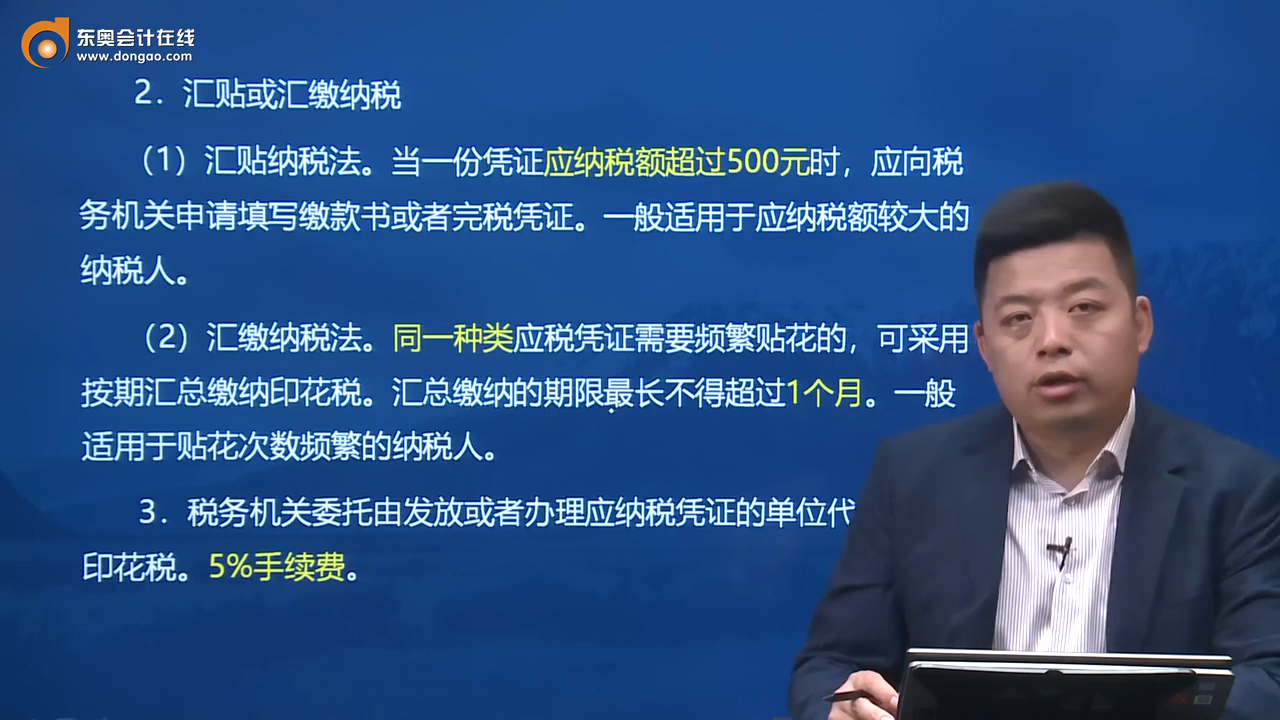 东奥会计在线
www.dongao.com
2．汇贴或汇缴纳税
（1）汇贴纳税法。当一份凭证应纳税额超过500元时，应向税
务机关申请填写缴款书或者完税凭证。一般适用于应纳税额较大的
纳税人。
（2）汇缴纳税法。同一种类应税凭证需要频繁贴花的，可采用
按期汇总缴纳印花税。汇总缴纳的期限最长不得超过1个月。一般
适用于贴花次数频繁的纳税人。
3．税务机关委托由发放或者办理应纳税凭证的单位代
印花税。5%手续费。